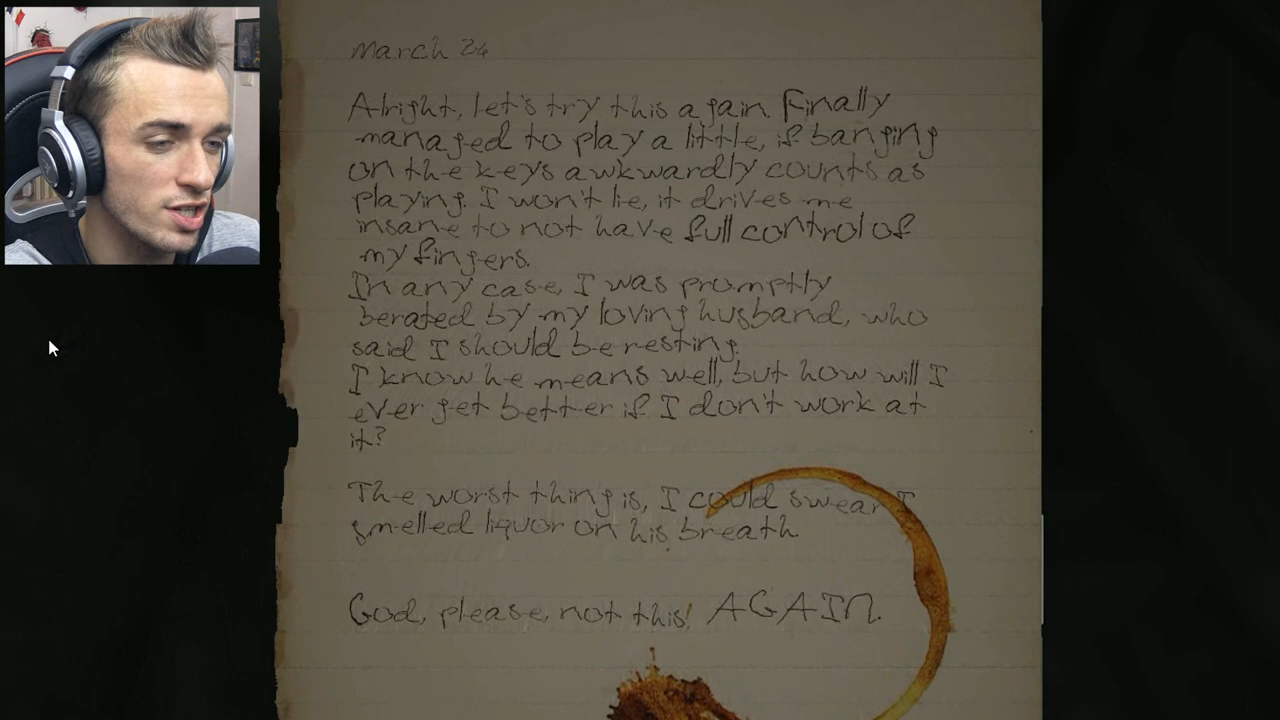 March 24
Alright, let's try this again. Finally
managed to play a little, if banging
on the keys awkwardly counts as
playing. I won't lie, it drives me
insane to not have full control of
my fingers.
In any case, I was promptly
berated by my loving husband, who
said I should be resting.
I know he means well, but how will I
ever get better if I don't work at
it?
The worst thing is, I could swear I
smelled liquor on his breath.
God, please, not this! AGAIN.